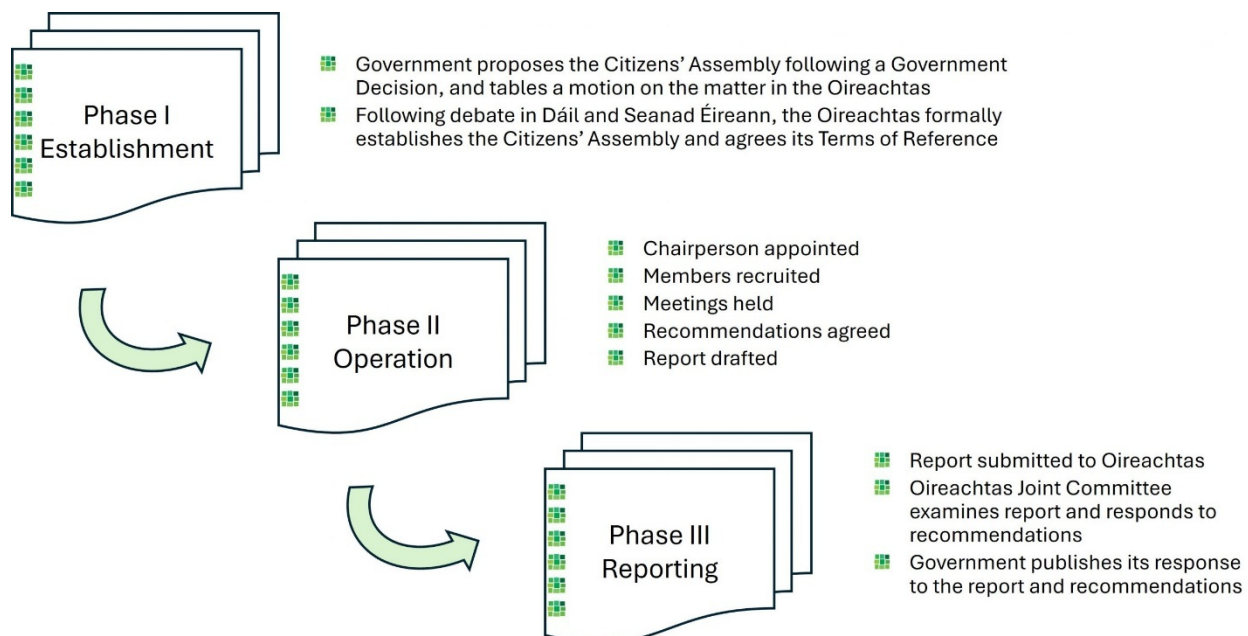 Phase I
Establishment
Government proposes the Citizens’ Assembly following a Government
Decision, and tables a motion on the matter in the Oireachtas
Following debate in Dáil and Seanad Éireann, the Oireachtas formally
establishes the Citizens’ Assembly and agrees its Terms of Reference
Phase II
Operation
Chairperson appointed
Members recruited
Meetings held
Recommendations agreed
Report drafted
Phase III
Reporting
Report submitted to Oireachtas
Oireachtas Joint Committee
examines report and responds to
recommendations
Government publishes its response
to the report and recommendations